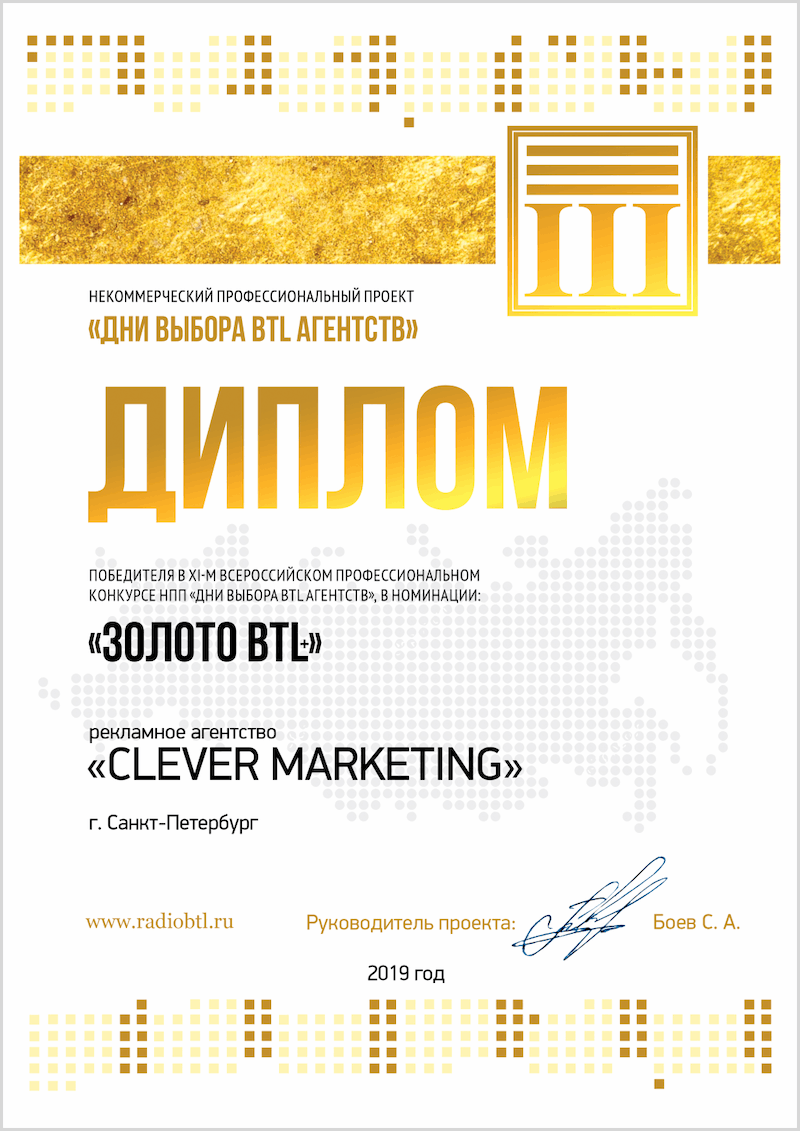 III
НЕКОММЕРЧЕСКИЙ ПРОФЕССИОНАЛЬНЫЙ ПРОЕКТ
«ДНИ ВЫБОРА BTL АГЕНТСТВ»
ДИПЛОМ
ПОБЕДИТЕЛЯ В XI-М ВСЕРОССИЙСКОМ ПРОФЕССИОНАЛЬНОМ
КОНКУРСЕ НПП «ДНИ ВЫБОРА BTL АГЕНТСТВ», В НОМИНАЦИИ:
«ЗОЛОТО BTL+»
рекламное агентство
«CLEVER MARKETING»
г. Санкт-Петербург
www.radiobtl.ru Руководитель проекта: Боев С. А.
2019 год